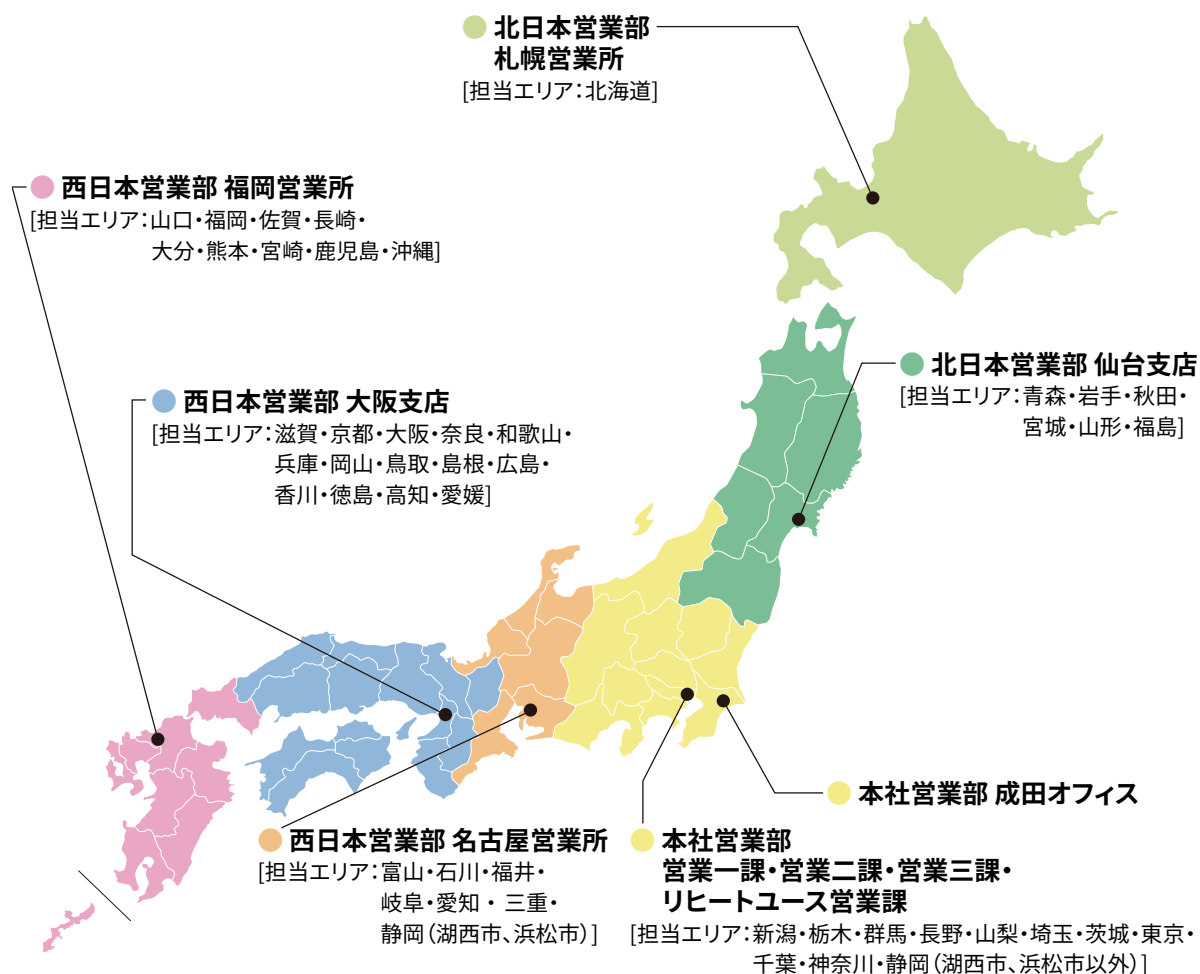 北日本営業部
札幌営業所
[担当エリア：北海道]
西日本営業部 福岡営業所
[担当エリア：山口・福岡・佐賀・長崎・
大分・熊本・宮崎・鹿児島・沖縄]
北日本営業部 仙台支店
[担当エリア：青森・岩手・秋田・
宮城・山形・福島]
西日本営業部 大阪支店
[担当エリア：滋賀・京都・大阪・奈良・和歌山・
兵庫・岡山・鳥取・島根・広島・
香川・徳島・高知・愛媛]
本社営業部 成田オフィス
西日本営業部 名古屋営業所
[担当エリア：富山・石川・福井・
岐阜・愛知 ・ 三重・
静岡（湖西市、浜松市）]
本社営業部
営業一課・営業二課・営業三課・
リヒートユース営業課
[担当エリア：新潟・栃木・群馬・長野・山梨・埼玉・茨城・東京・
千葉・神奈川・静岡（湖西市、浜松市以外）]